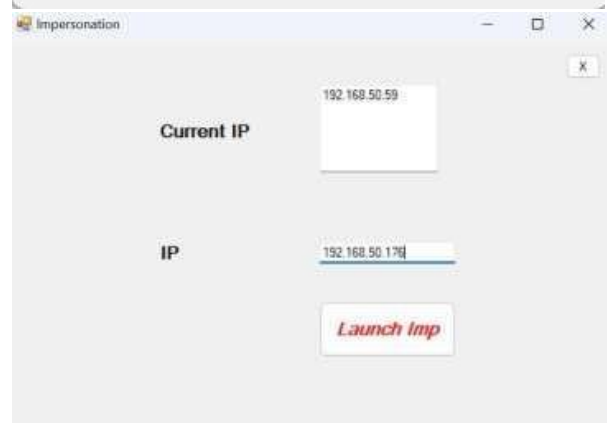 Impersonation
X
192.168.50.59
Current IP
IP
192.168.50.176
Launch Imp